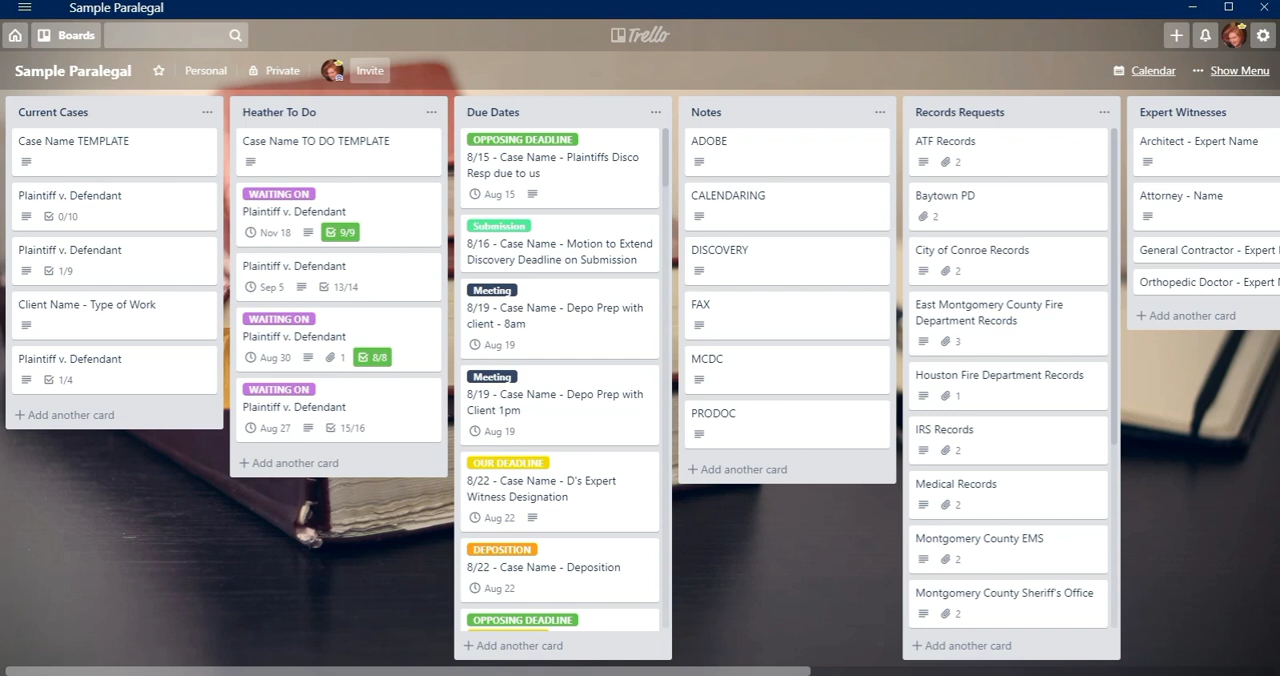 Sample Paralegal
Boards
Trello
Sample Paralegal
Personal
Private
Invite
Calendar
Show Menu
Current Cases
Case Name TEMPLATE
Plaintiff v. Defendant
0/10
Plaintiff v. Defendant
1/9
Client Name - Type of Work
Plaintiff v. Defendant
1/4
+ Add another card
Heather To Do
Case Name TO DO TEMPLATE
WAITING ON
Plaintiff v. Defendant
Nov 18 9/9
Plaintiff v. Defendant
Sep 5 13/14
WAITING ON
Plaintiff v. Defendant
Aug 30 1 8/8
WAITING ON
Plaintiff v. Defendant
Aug 27 15/16
+ Add another card
Due Dates
OPPOSING DEADLINE
8/15 - Case Name - Plaintiffs Disco
Resp due to us
Aug 15
Submission
8/16 - Case Name - Motion to Extend
Discovery Deadline on Submission
Meeting
8/19 - Case Name - Depo Prep with
client - 8am
Aug 19
Meeting
8/19 - Case Name - Depo Prep with
Client 1pm
Aug 19
OUR DEADLINE
8/22 - Case Name - D's Expert
Witness Designation
Aug 22
DEPOSITION
8/22 - Case Name - Deposition
Aug 22
OPPOSING DEADLINE
+ Add another card
Notes
ADOBE
CALENDARING
DISCOVERY
FAX
MCDC
PRODOC
+ Add another card
Records Requests
ATF Records
2
Baytown PD
2
City of Conroe Records
2
East Montgomery County Fire
Department Records
3
Houston Fire Department Records
1
IRS Records
2
Medical Records
2
Montgomery County EMS
2
Montgomery County Sheriff's Office
2
+ Add another card
Expert Witnesses
Architect - Expert Name
Attorney - Name
General Contractor - Expert
Orthopedic Doctor - Expert
+ Add another card